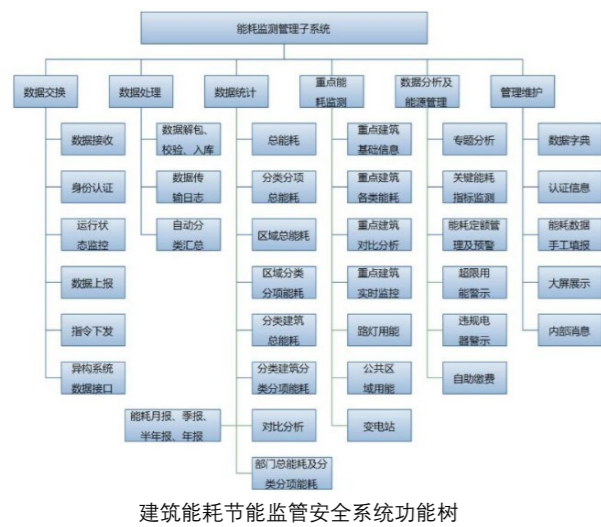 能耗监测管理子系统
数据交换
数据处理
数据统计
重点能
耗监测
数据分析及
能源管理
管理维护
数据接收
身份认证
运行状
态监控
数据上报
指令下发
异构系统
数据接口
数据解包、
校验、入库
数据传
输日志
自动分
类汇总
总能耗
分类分项
总能耗
区域总能耗
区域分类
分项能耗
分类建筑
总能耗
分类建筑分
类分项能耗
能耗月报、季报、
半年报、年报
对比分析
部门总能耗及分
类分项能耗
重点建筑
基础信息
重点建筑
各类能耗
重点建筑
对比分析
重点建筑
实时监控
路灯用能
公共区
域用能
变电站
专题分析
关键能耗
指标监测
能耗定额管
理及预警
超限用
能警示
违规电
器警示
自助缴费
数据字典
认证信息
能耗数据
手工填报
大屏展示
内部消息
建筑能耗节能监管安全系统功能树